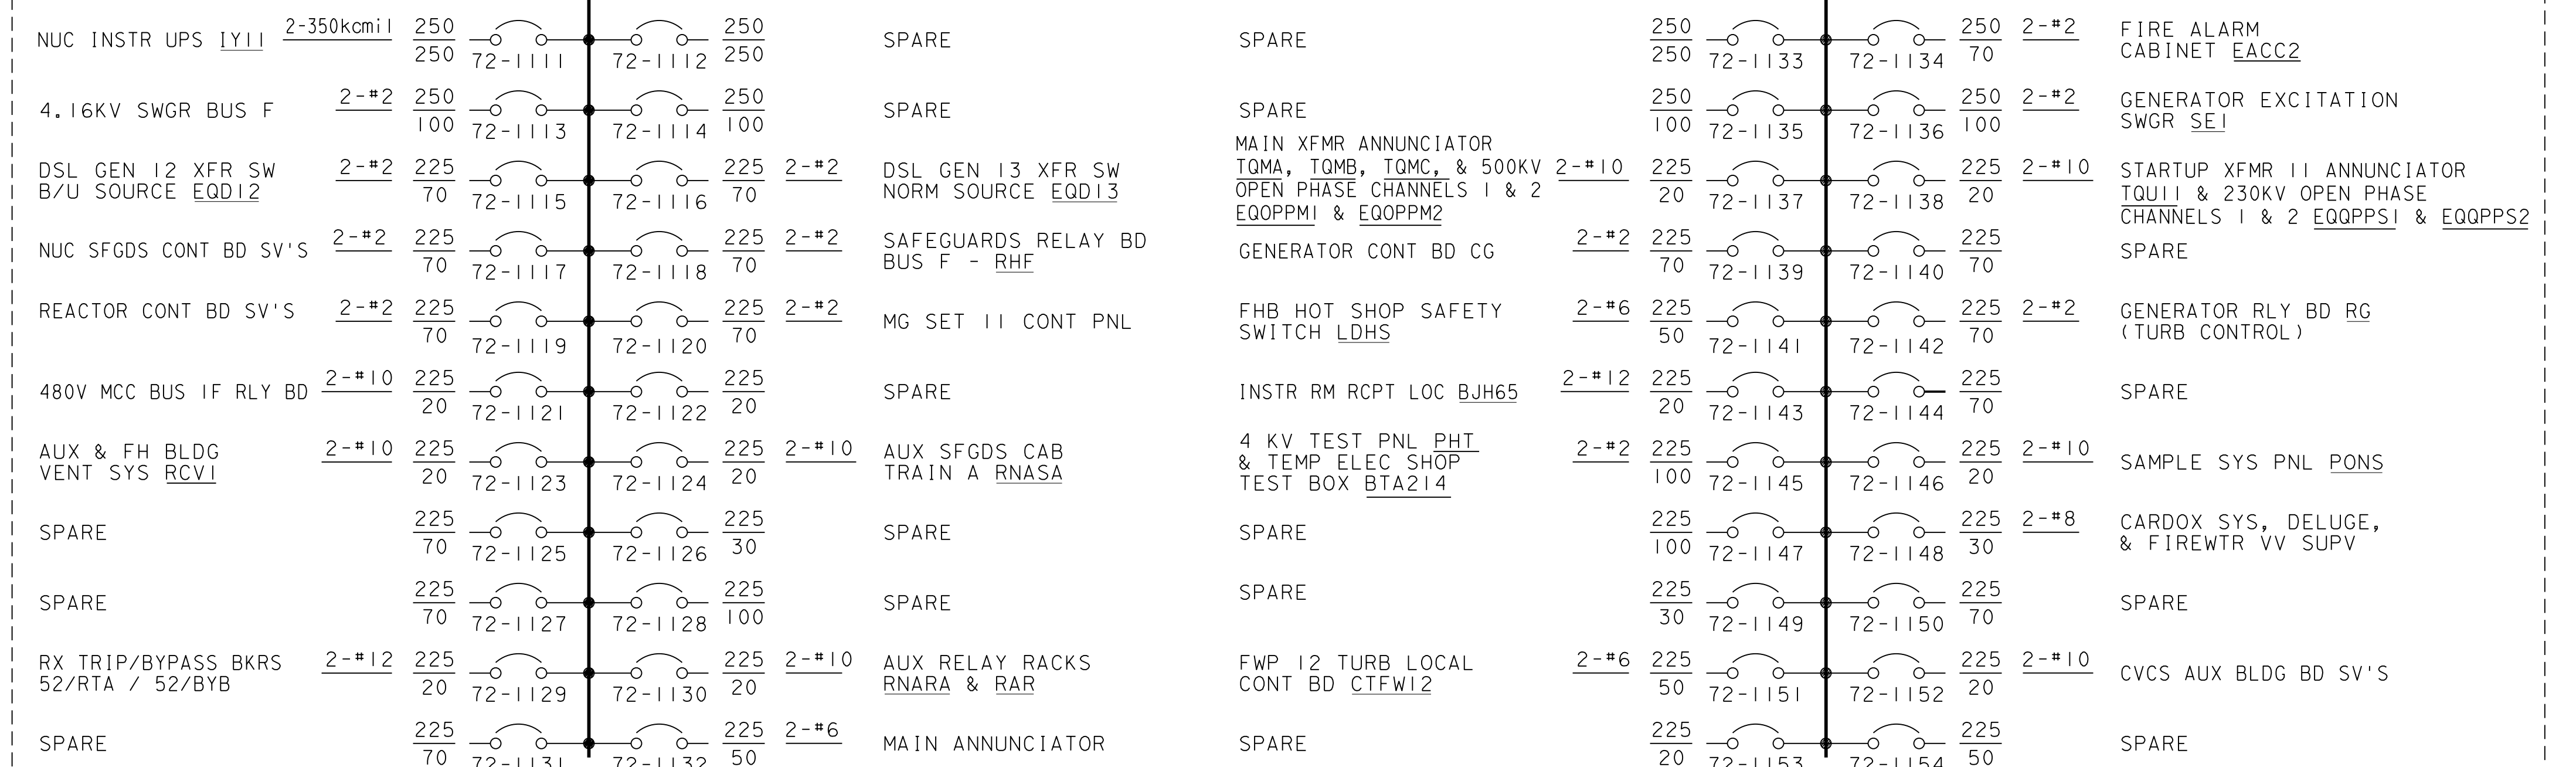 NUC INSTR UPS IY11 2-350kcmil 250 250 SPARE SPARE 250 250 2-#2 FIRE ALARM
250 72-1111 72-1112 250 250 72-1133 72-1134 70 CABINET EACC2
4.16KV SWGR BUS F 2-#2 250 250 SPARE SPARE 250 250 2-#2 GENERATOR EXCITATION
100 72-1113 72-1114 100 100 72-1135 72-1136 100 SWGR SE1
MAIN XFMR ANNUNCIATOR
DSL GEN 12 XFR SW 2-#2 225 225 2-#2 DSL GEN 13 XFR SW TQMA, TQMB, TQMC, & 500KV 2-#10 225 225 2-#10 STARTUP XFMR 11 ANNUNCIATOR
B/U SOURCE EQD12 70 72-1115 72-1116 70 NORM SOURCE EQD13 OPEN PHASE CHANNELS 1 & 2 20 72-1137 72-1138 20 TQU11 & 230KV OPEN PHASE
EQOPPM1 & EQOPPM2 CHANNELS 1 & 2 EQQPPS1 & EQQPPS2
NUC SFGDS CONT BD SV'S 2-#2 225 225 2-#2 SAFEGUARDS RELAY BD GENERATOR CONT BD CG 2-#2 225 225 SPARE
70 72-1117 72-1118 70 BUS F - RHF 70 72-1139 72-1140 70
REACTOR CONT BD SV'S 2-#2 225 225 2-#2 MG SET 11 CONT PNL FHB HOT SHOP SAFETY 2-#6 225 225 2-#2 GENERATOR RLY BD RG
70 72-1119 72-1120 70 SWITCH LDHS 50 72-1141 72-1142 70 (TURB CONTROL)
480V MCC BUS 1F RLY BD 2-#10 225 225 SPARE INSTR RM RCPT LOC BJH65 2-#12 225 225 SPARE
20 72-1121 72-1122 20 20 72-1143 72-1144 70
AUX & FH BLDG 2-#10 225 225 2-#10 AUX SFGDS CAB 4 KV TEST PNL PHT 2-#2 225 225 2-#10 SAMPLE SYS PNL PONS
VENT SYS RCV1 20 72-1123 72-1124 20 TRAIN A RNASA & TEMP ELEC SHOP 100 72-1145 72-1146 20
TEST BOX BTA214
SPARE 225 225 SPARE SPARE 225 225 2-#8 CARDOX SYS, DELUGE,
70 72-1125 72-1126 30 100 72-1147 72-1148 30 & FIREWTR VV SUPV
SPARE 225 225 SPARE SPARE 225 225 SPARE
70 72-1127 72-1128 100 30 72-1149 72-1150 70
RX TRIP/BYPASS BKRS 2-#12 225 225 2-#10 AUX RELAY RACKS FWP 12 TURB LOCAL 2-#6 225 225 2-#10 CVCS AUX BLDG BD SV'S
52/RTA / 52/BYB 20 72-1129 72-1130 20 RNARA & RAR CONT BD CTFW12 50 72-1151 72-1152 20
SPARE 225 225 2-#6 MAIN ANNUNCIATOR SPARE 225 225 SPARE
70 72-1131 72-1132 50 20 72-1153 72-1154 50